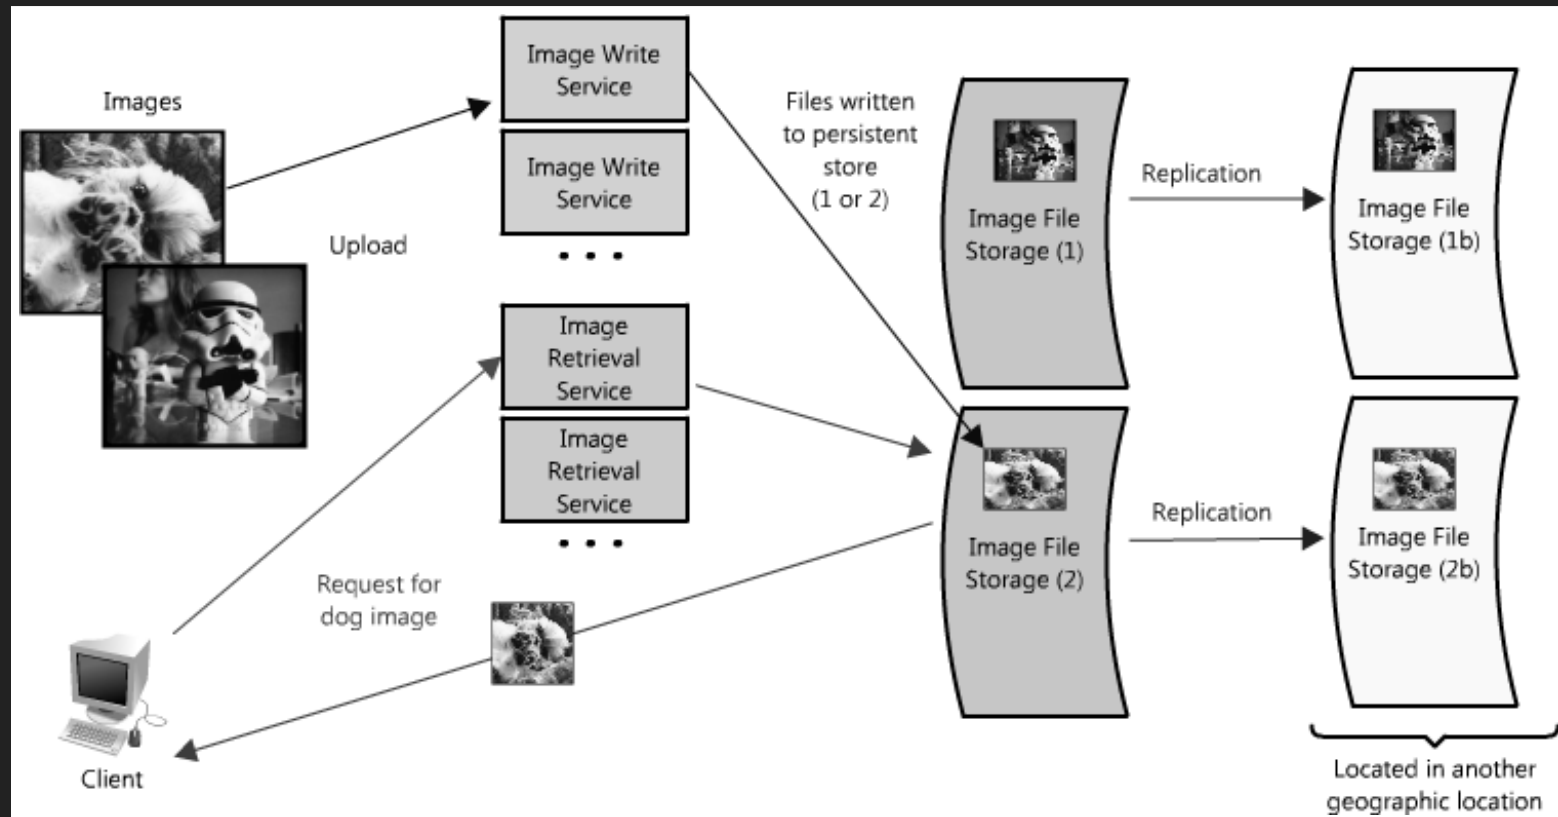 Images
Upload
Image Write
Service
Image Write
Service
...
Image
Retrieval
Service
Image
Retrieval
Service
...
Request for
dog image
Client
Files written
to persistent
store
(1 or 2)
Image File
Storage (1)
Replication
Image File
Storage (1b)
Image File
Storage (2)
Replication
Image File
Storage (2b)
Located in another
geographic location